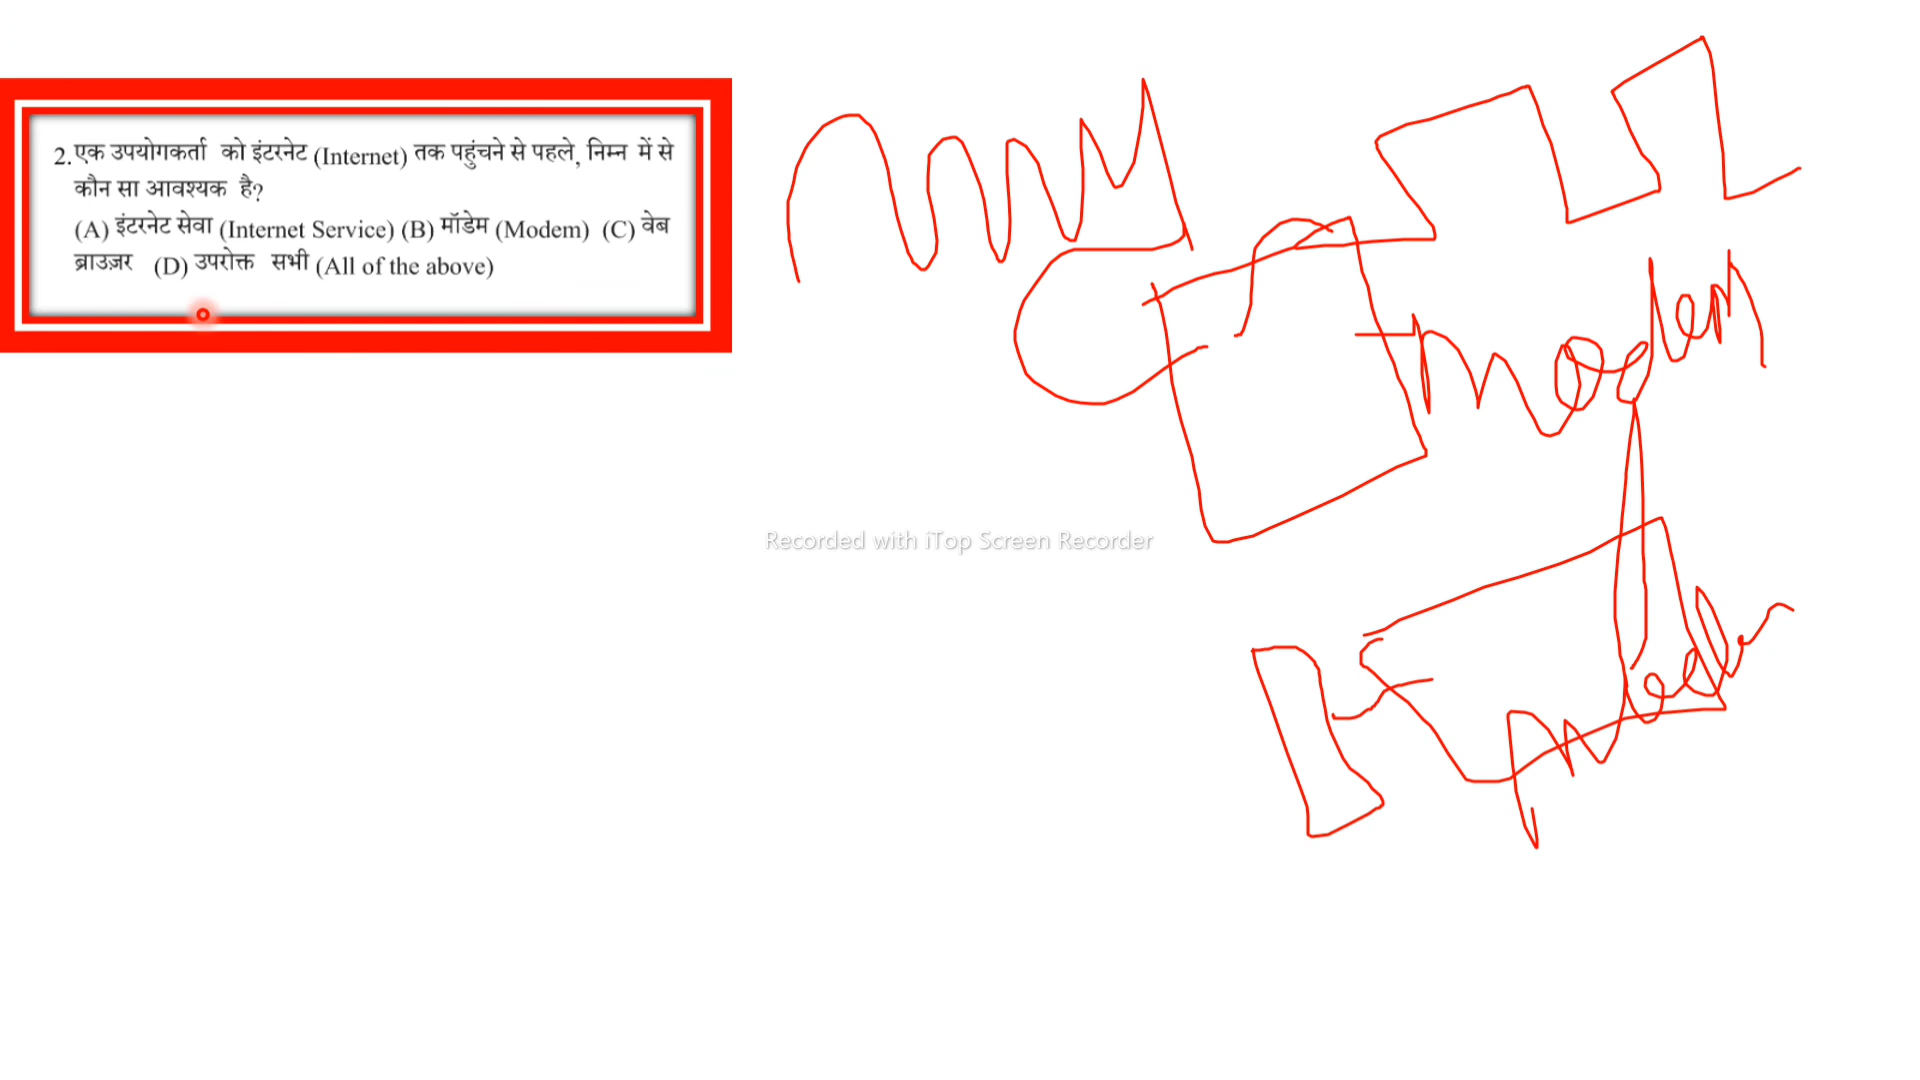 2. एक उपयोगकर्ता को इंटरनेट (Internet) तक पहुंचने से पहले, निम्न में से
कौन सा आवश्यक है?
(A) इंटरनेट सेवा (Internet Service) (B) मॉडेम (Modem) (C) वेब
ब्राउज़र (D) उपरोक्त सभी (All of the above)
Modem
Recorded with iTop Screen Recorder